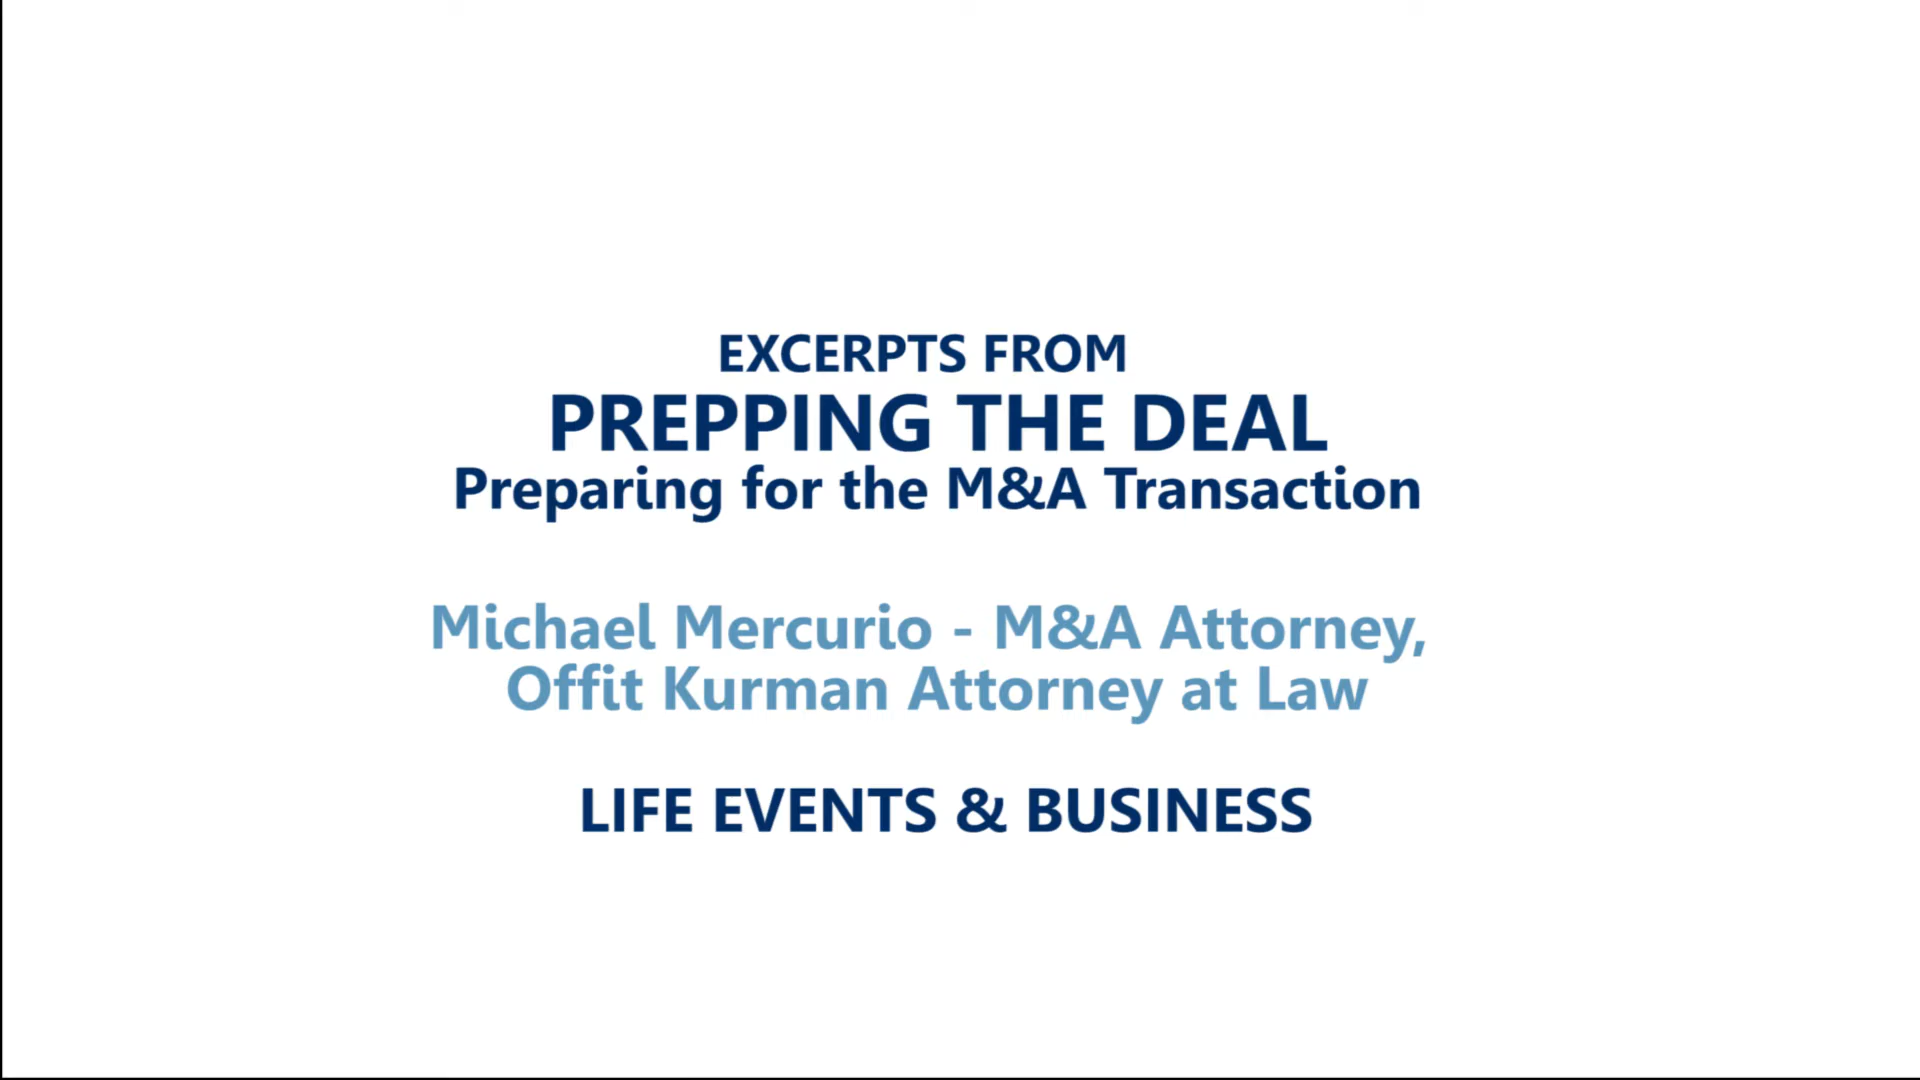 EXCERPTS FROM
PREPPING THE DEAL
Preparing for the M&A Transaction
Michael Mercurio - M&A Attorney,
Offit Kurman Attorney at Law
LIFE EVENTS & BUSINESS